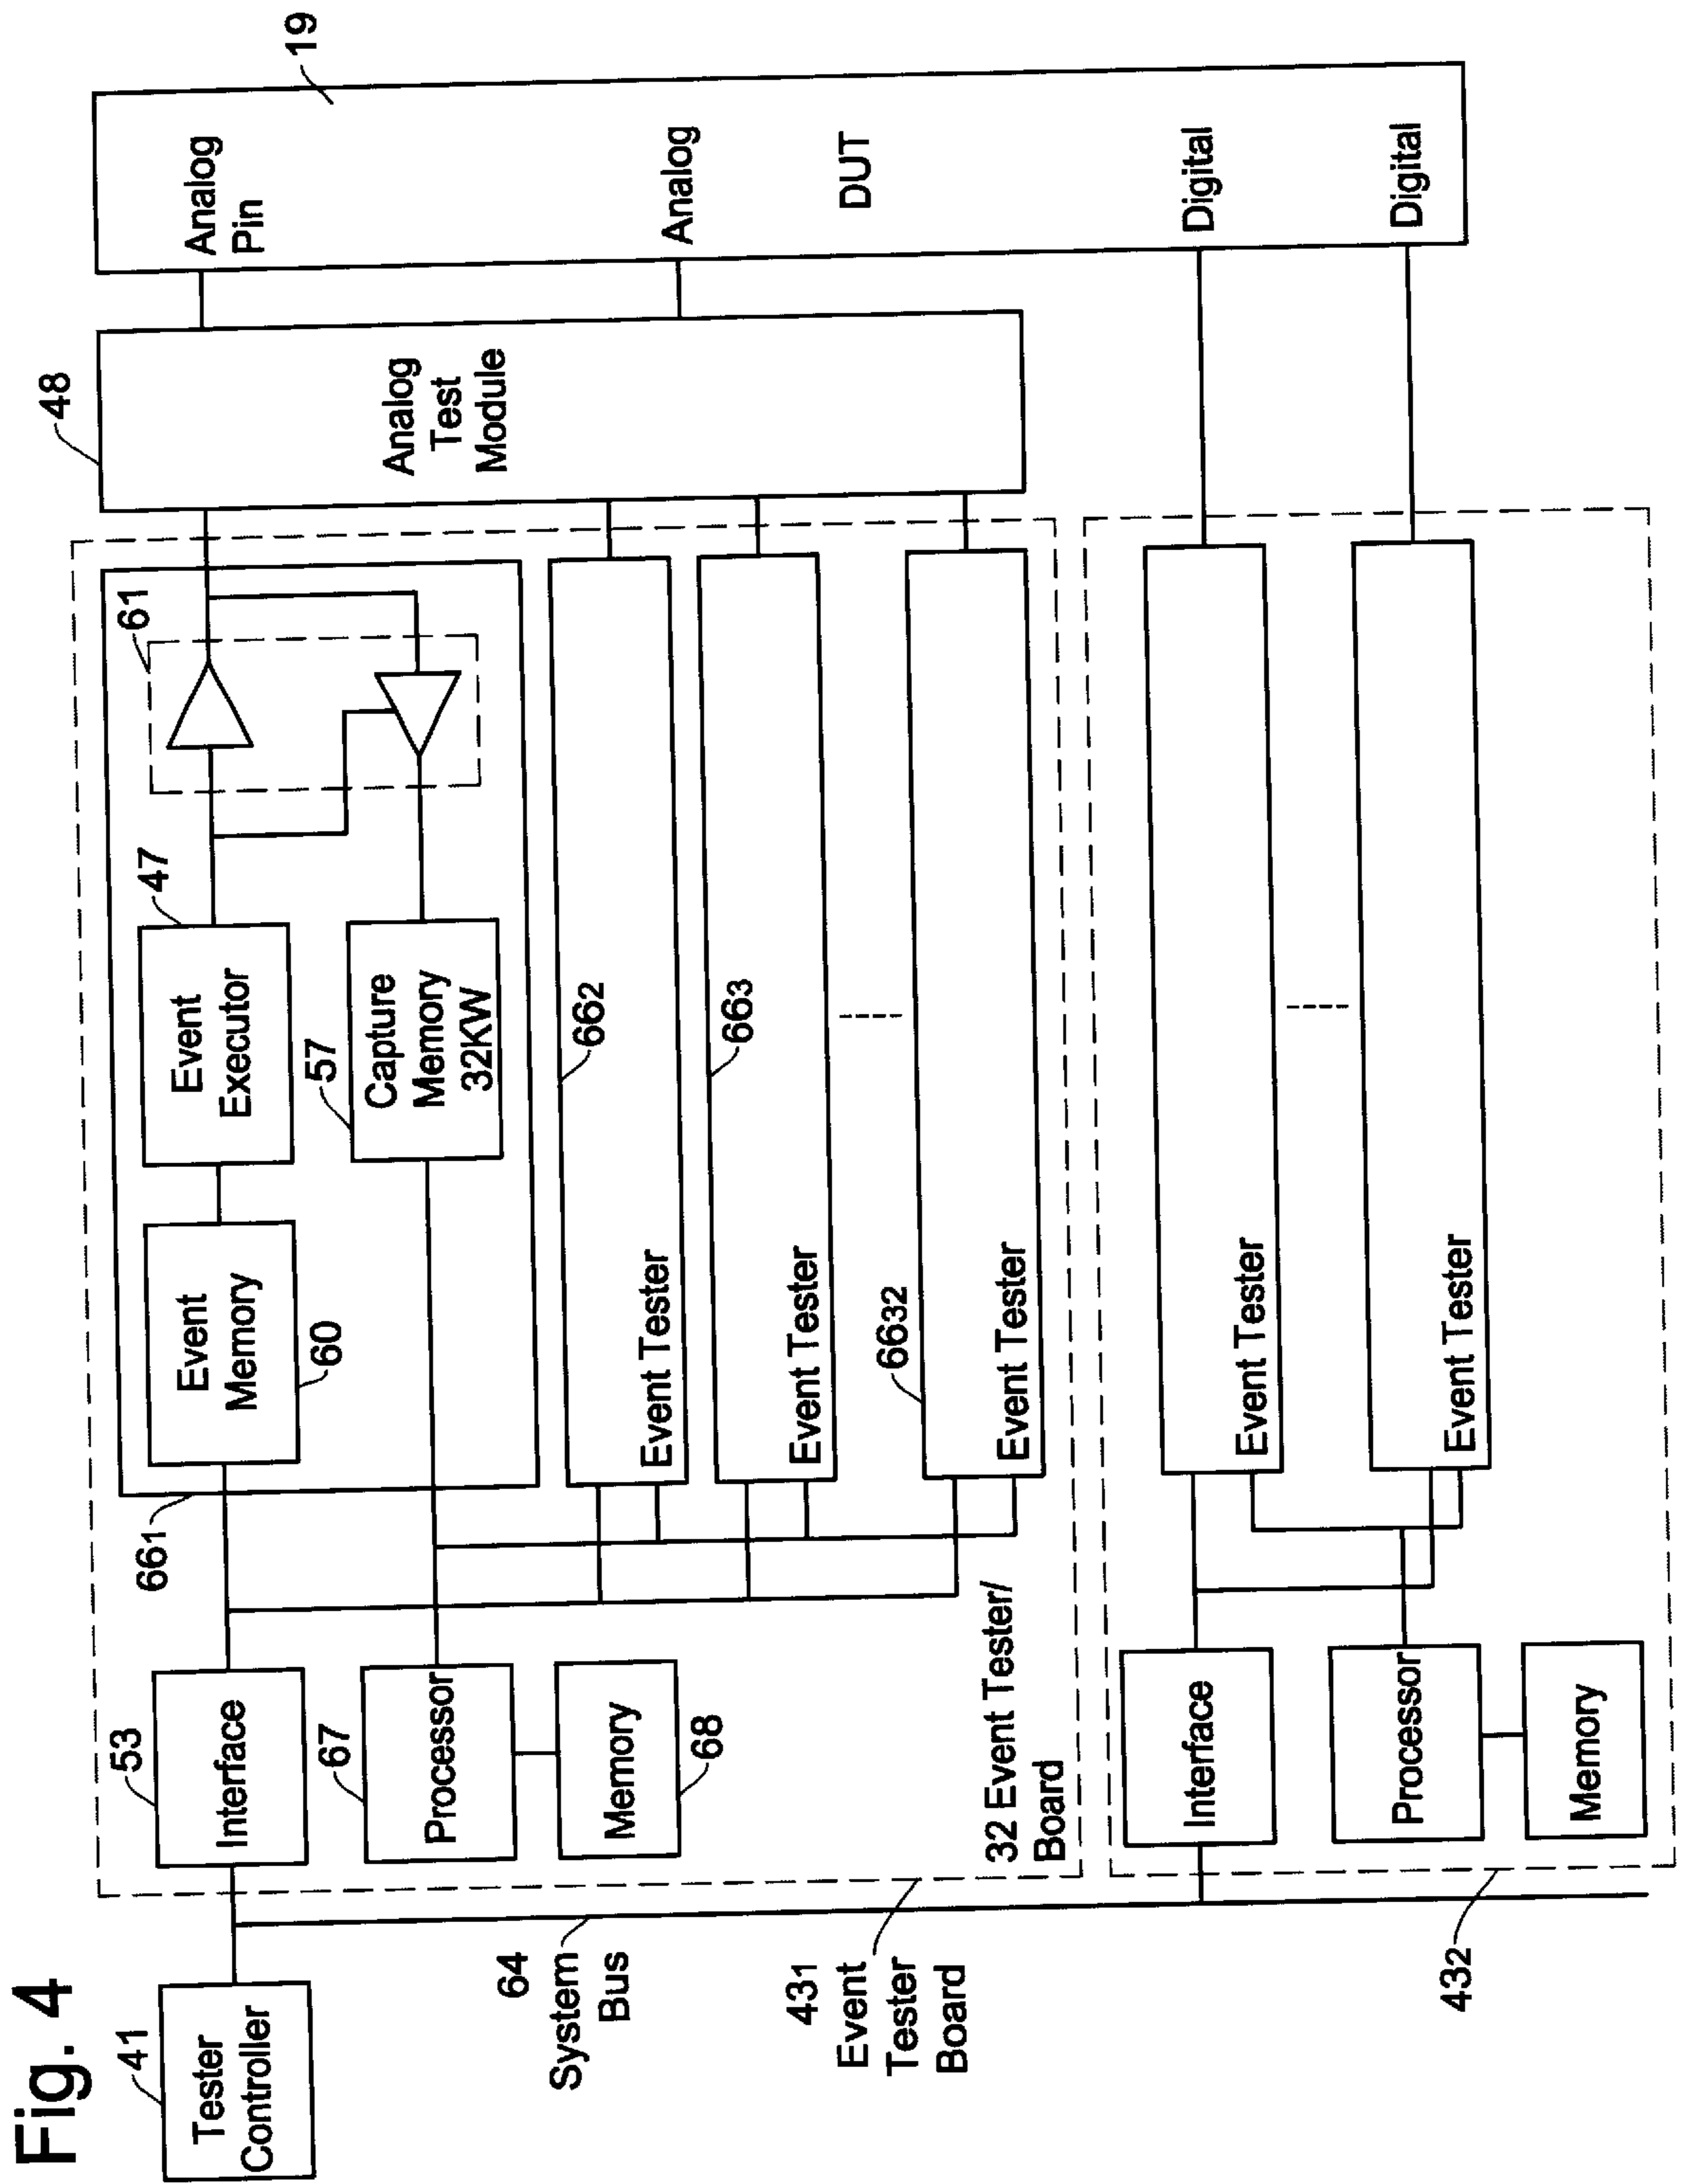 Fig. 4
41
Tester
Controller
64
System
Bus
431
Event
Tester
Board
432
53
Interface
67
Processor
Memory
68
32 Event Tester/
Board
661
Event
Memory
60
47
Event
Executor
57
Capture
Memory
32KW
61
662
Event Tester
663
Event Tester
6632
Event Tester
Interface
Processor
Memory
Event Tester
Event Tester
48
Analog
Test
Module
19
Analog
Pin
Analog
DUT
Digital
Digital